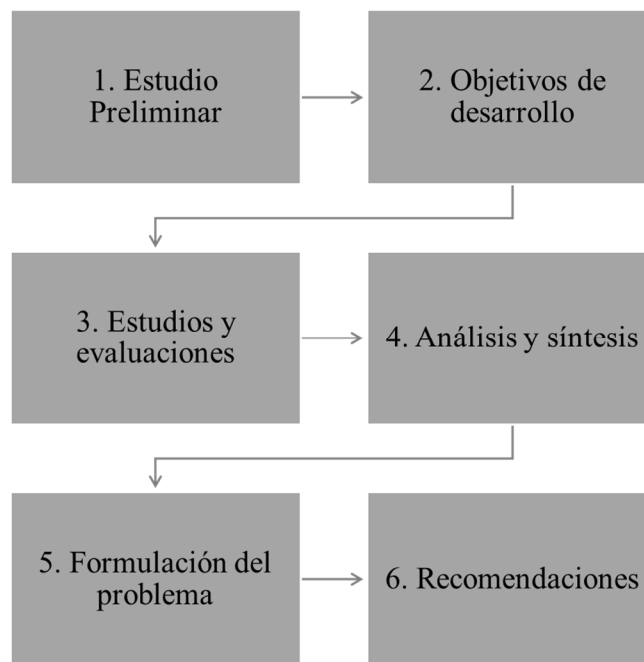 1. Estudio
Preliminar
2. Objetivos de
desarrollo
3. Estudios y
evaluaciones
4. Análisis y síntesis
5. Formulación del
problema
6. Recomendaciones